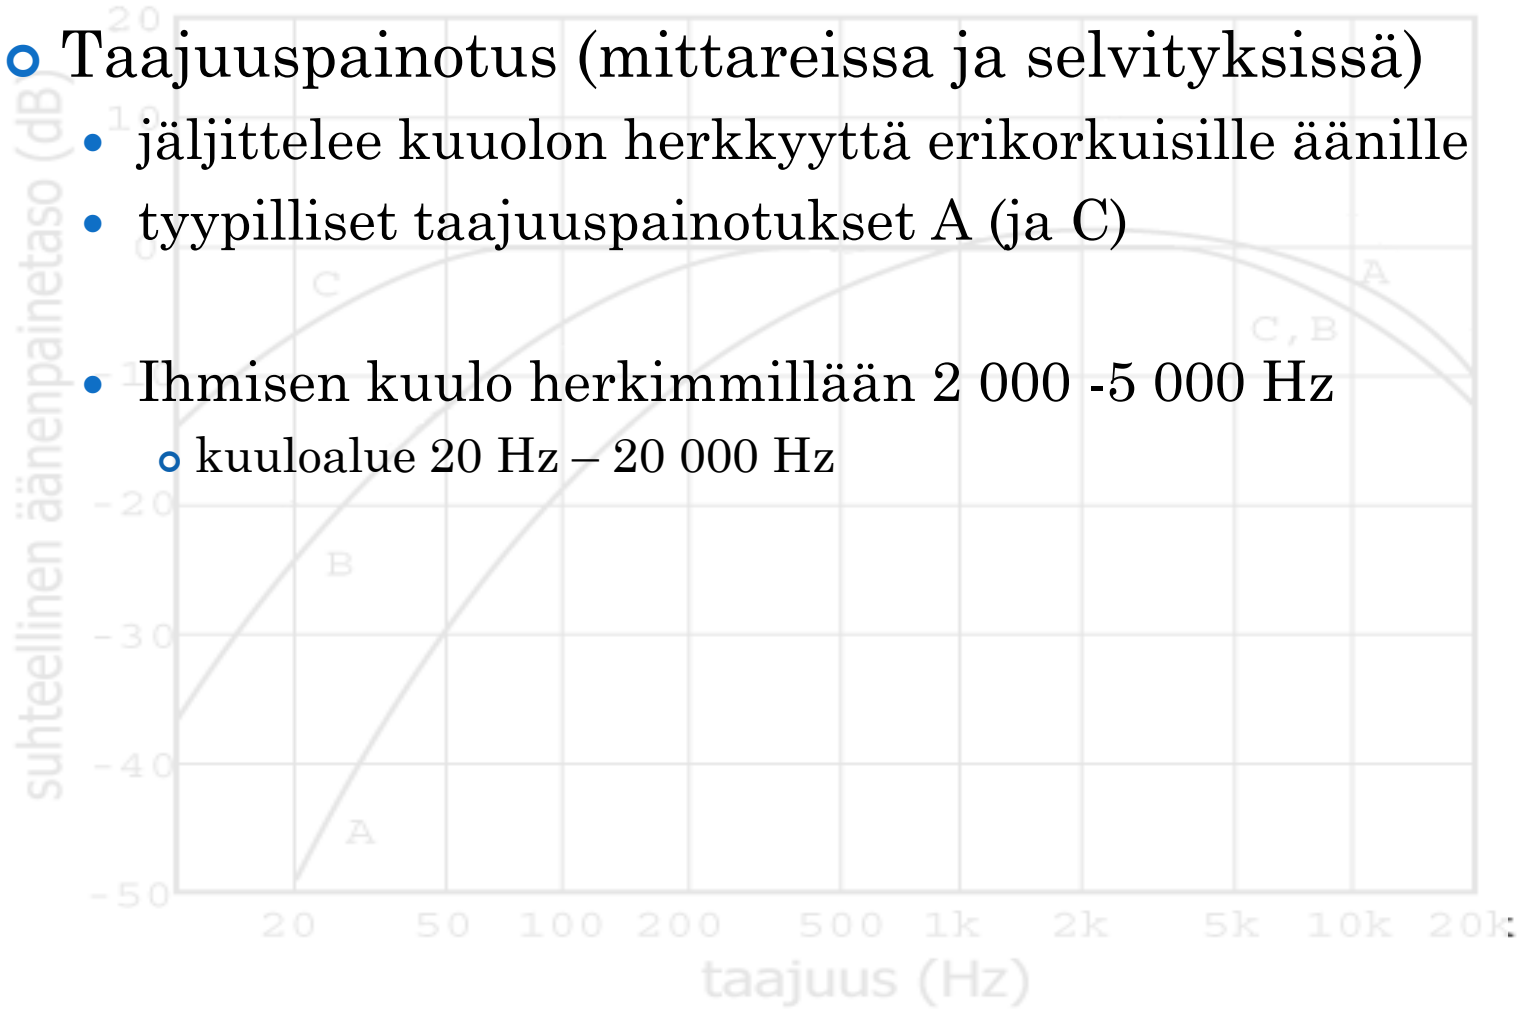 Taajuuspainotus (mittareissa ja selvityksissä)
jäljittelee kuuolon herkkyyttä erikorkuisille äänille
tyypilliset taajuuspainotukset A (ja C)
Ihmisen kuulo herkimmillään 2 000 -5 000 Hz
kuuloalue 20 Hz – 20 000 Hz
suhteellinen äänenpainetaso (dB)
20
10
0
-10
-20
-30
-40
-50
C
B
A
A
C,B
20 50 100 200 500 1k 2k 5k 10k 20k
taajuus (Hz)